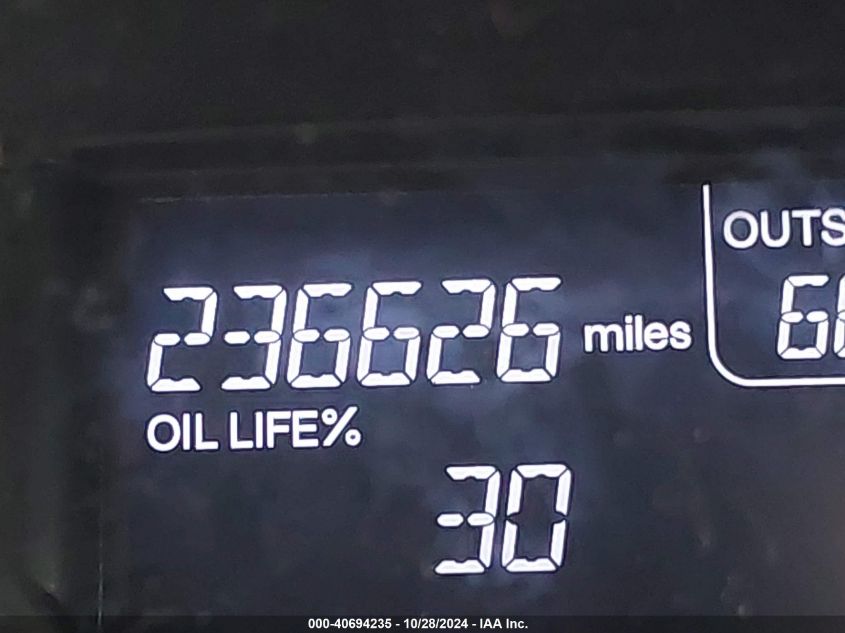 OUTS
236626 miles
OIL LIFE%
30
000-40694235 - 10/28/2024 - IAA Inc.